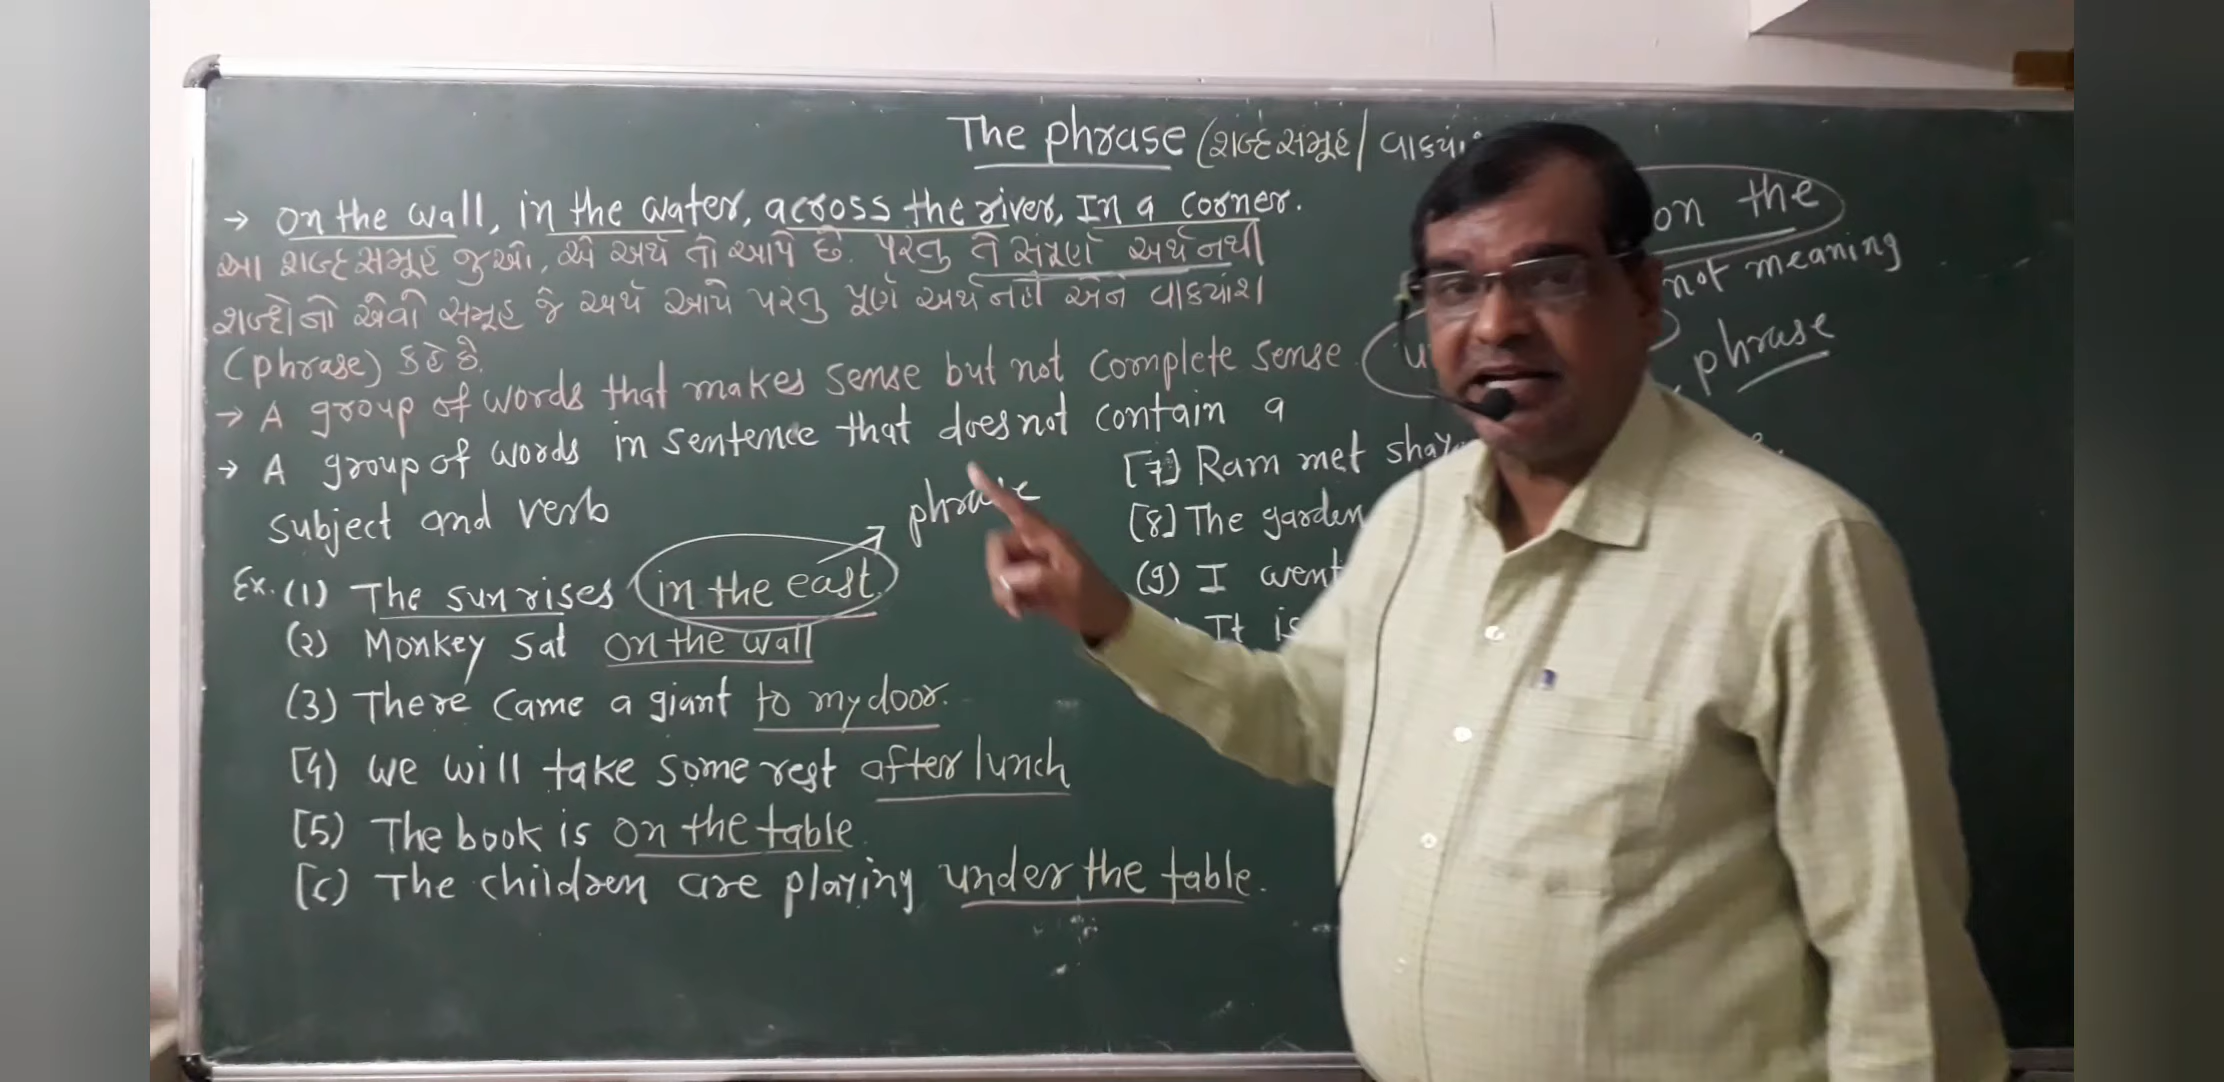 The phrase (શબ્દસમૂહ/
→ on the wall, in the water, across the river, In a corner.
આ શબ્દસમૂહ જુઓ, એ અર્થ તો આપે છે. પરંતુ તે સંપૂર્ણ અર્થ નથી
શબ્દોનો એવો સમૂહ જે અર્થ આપે પરંતુ પૂર્ણ અર્થ નહી એને વાક્યાંશ
(phrase) કહે છે.
→ A group of words that makes sense but not complete sense.
→ A group of words in sentence that does not contain a
subject and verb
Ex. (1) The sun rises in the east. → phrase
(2) Monkey sat on the wall
(3) There came a giant to my door.
(4) we will take some rest after lunch
(5) The book is on the table.
(6) The children are playing under the table.
on the
not meaning
phrase
(7) Ram met
(8) The garden
(9) I went
It is